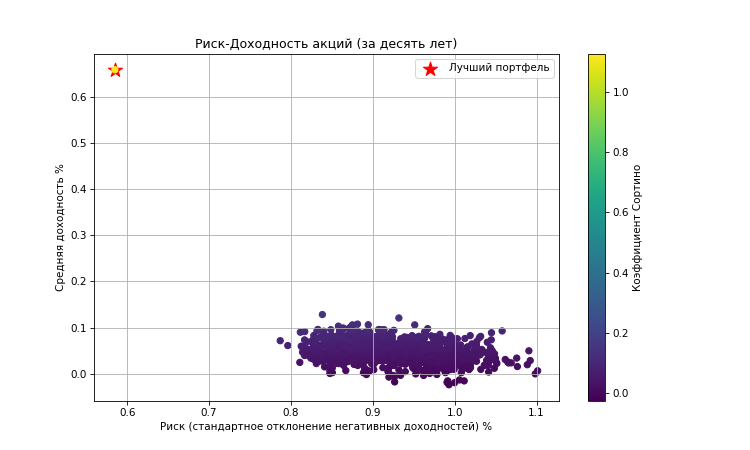 Риск-Доходность акций (за десять лет)
Лучший портфель
Средняя доходность %
0.6
0.5
0.4
0.3
0.2
0.1
0.0
0.6 0.7 0.8 0.9 1.0 1.1
Риск (стандартное отклонение негативных доходностей) %
1.0
0.8
0.6
0.4
0.2
0.0
Коэффициент Сортино